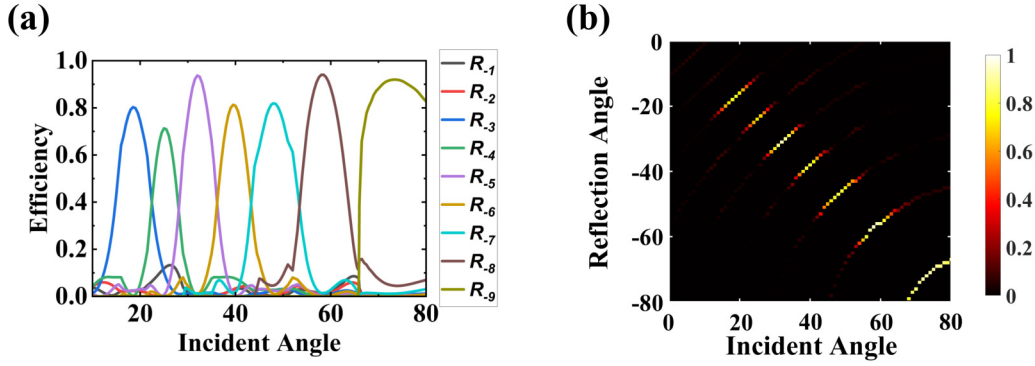 (a)
Efficiency
1.0
0.8
0.6
0.4
0.2
0.0
20
40
60
80
Incident Angle
R-1
R-2
R-3
R-4
R-5
R-6
R-7
R-8
R-9
(b)
Reflection Angle
0
-20
-40
-60
-80
0
20
40
60
80
Incident Angle
1
0.8
0.6
0.4
0.2
0